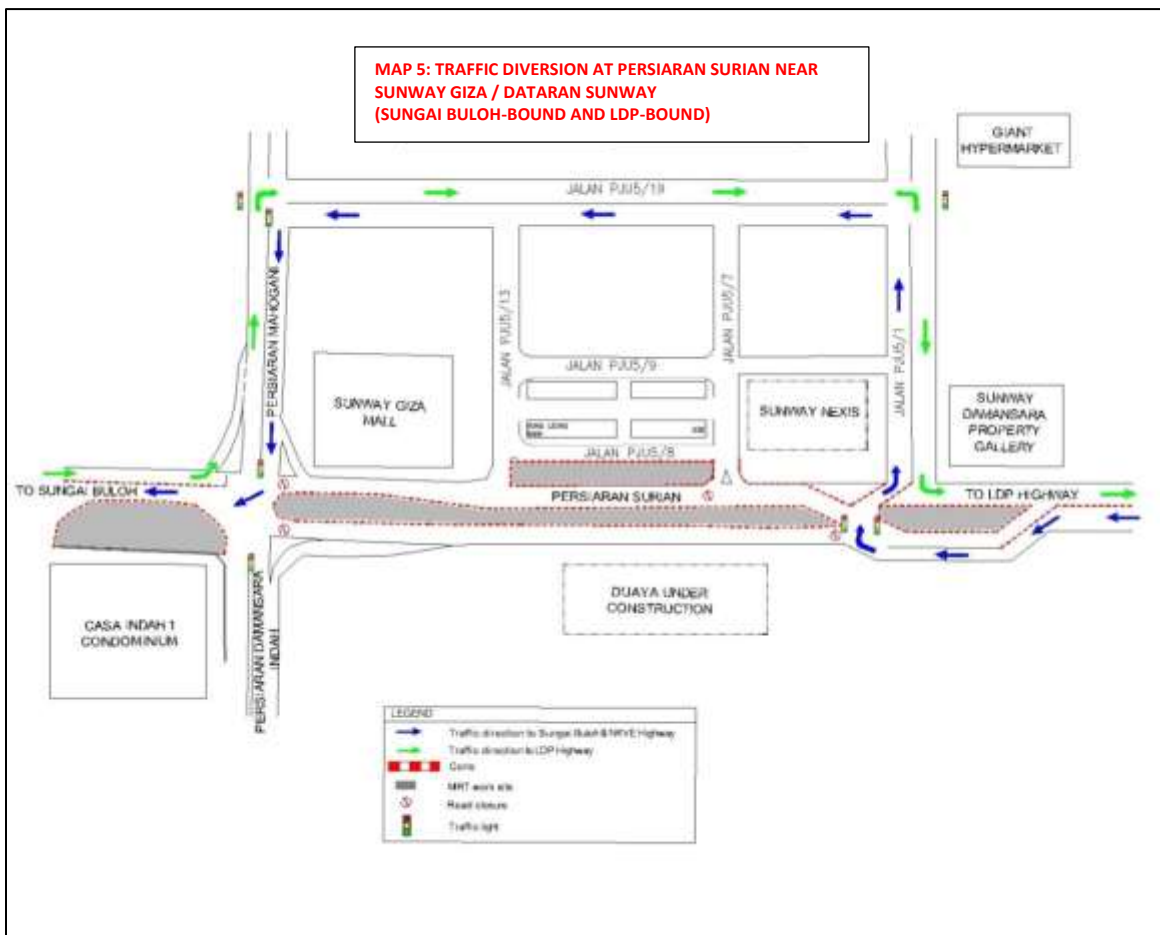 MAP 5: TRAFFIC DIVERSION AT PERSIARAN SURIAN NEAR
SUNWAY GIZA / DATARAN SUNWAY
(SUNGAI BULOH-BOUND AND LDP-BOUND)
GIANT
HYPERMARKET
JALAN PJU5/19
PERSIARAN MAHOGANI
JALAN PJU5/13
JALAN PJU5/7
JALAN PJU5/1
JALAN PJU5/9
SUNWAY GIZA
MALL
SUNWAY NEXIS
SUNWAY
DAMANSARA
PROPERTY
GALLERY
JALAN PJU5/8
TO SUNGAI BULOH
PERSIARAN SURIAN
TO LDP HIGHWAY
DUAYA UNDER
CONSTRUCTION
CASA INDAH 1
CONDOMINIUM
PERSIARAN DAMANSARA
INDAH
LEGEND
Traffic direction to Sungai Buloh & NKVE Highway
Traffic direction to LDP Highway
Cone
MRT work site
Road closure
Traffic light